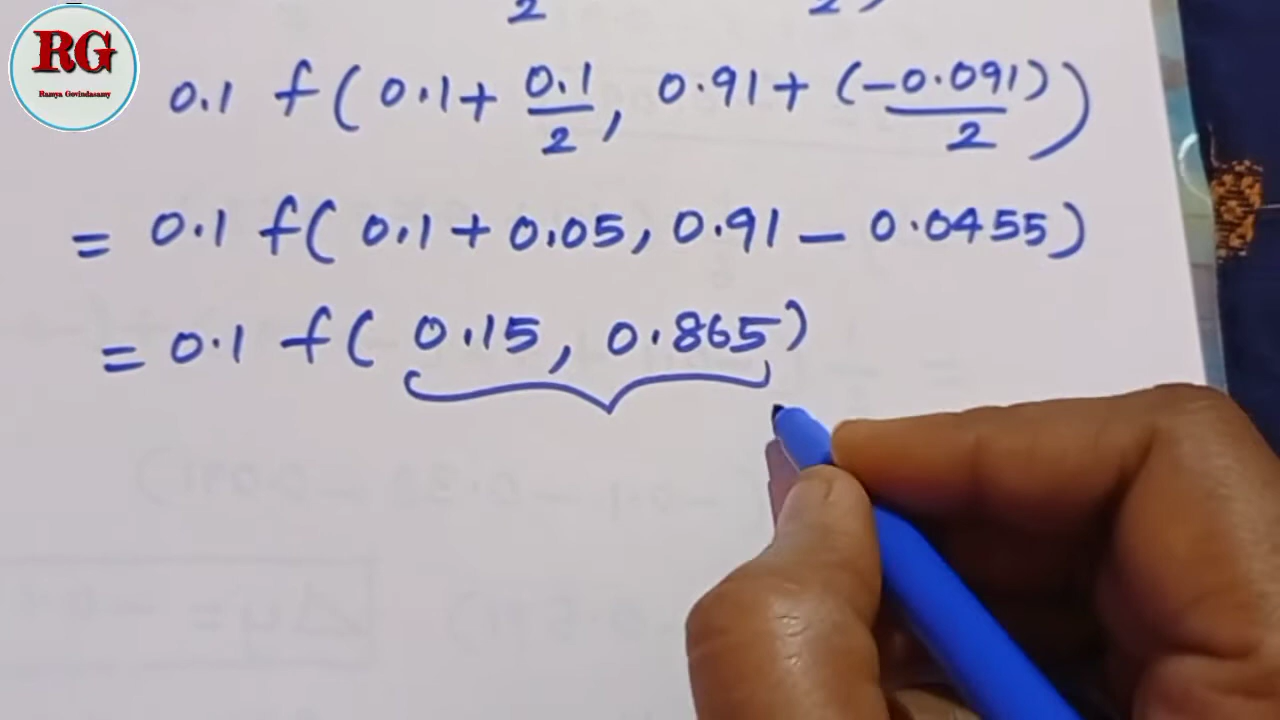 RG
Ramya Govindasamy
0.1 f(0.1 + 0.1/2, 0.91 + (-0.091)/2)
= 0.1 f(0.1 + 0.05, 0.91 - 0.0455)
= 0.1 f(0.15, 0.865)